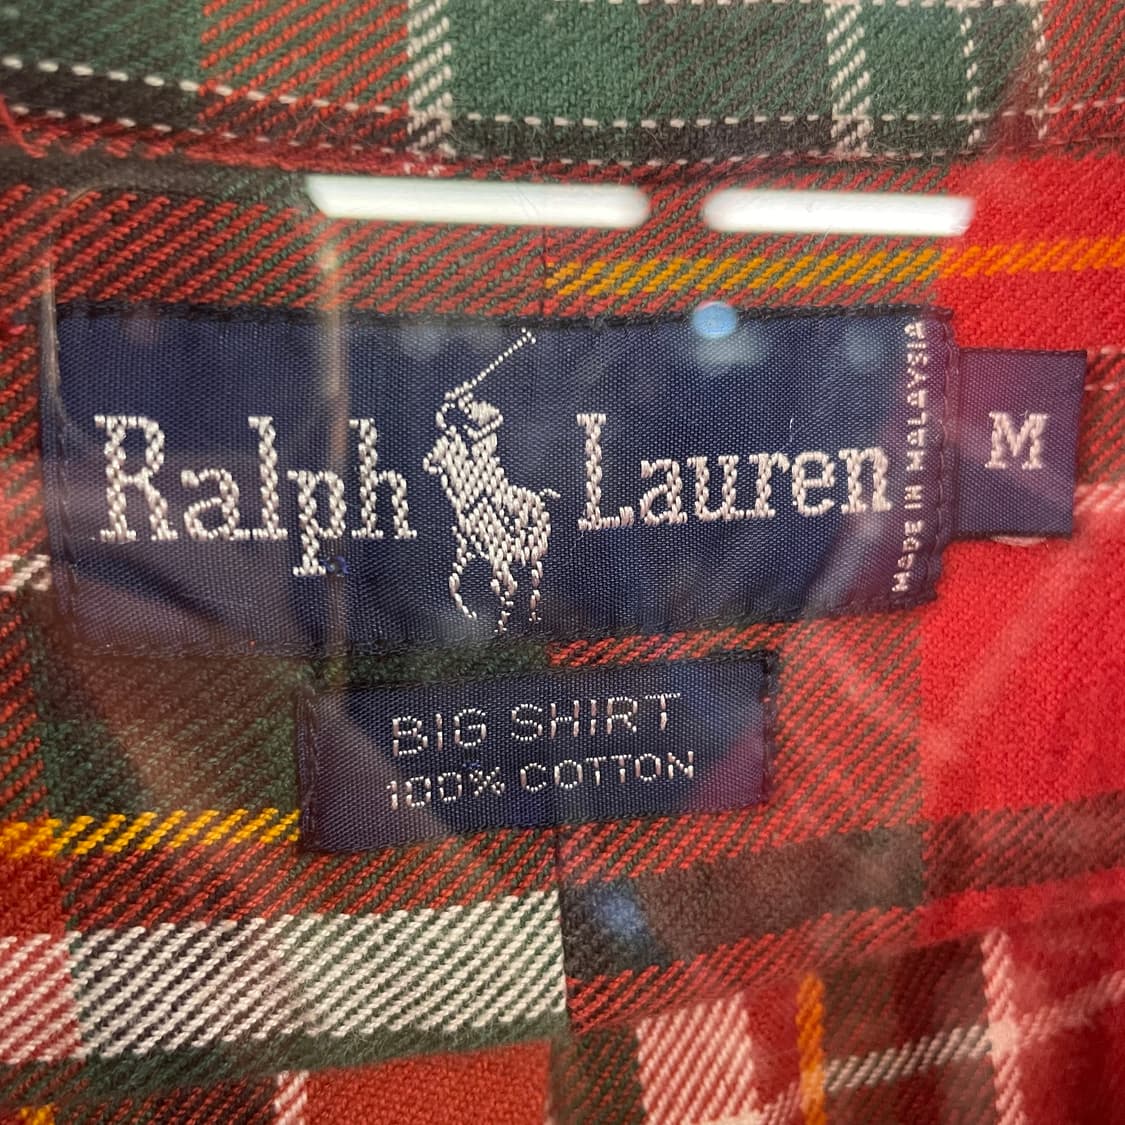 Ralph Lauren
MADE IN MALAYSIA
M
BIG SHIRT
100% COTTON